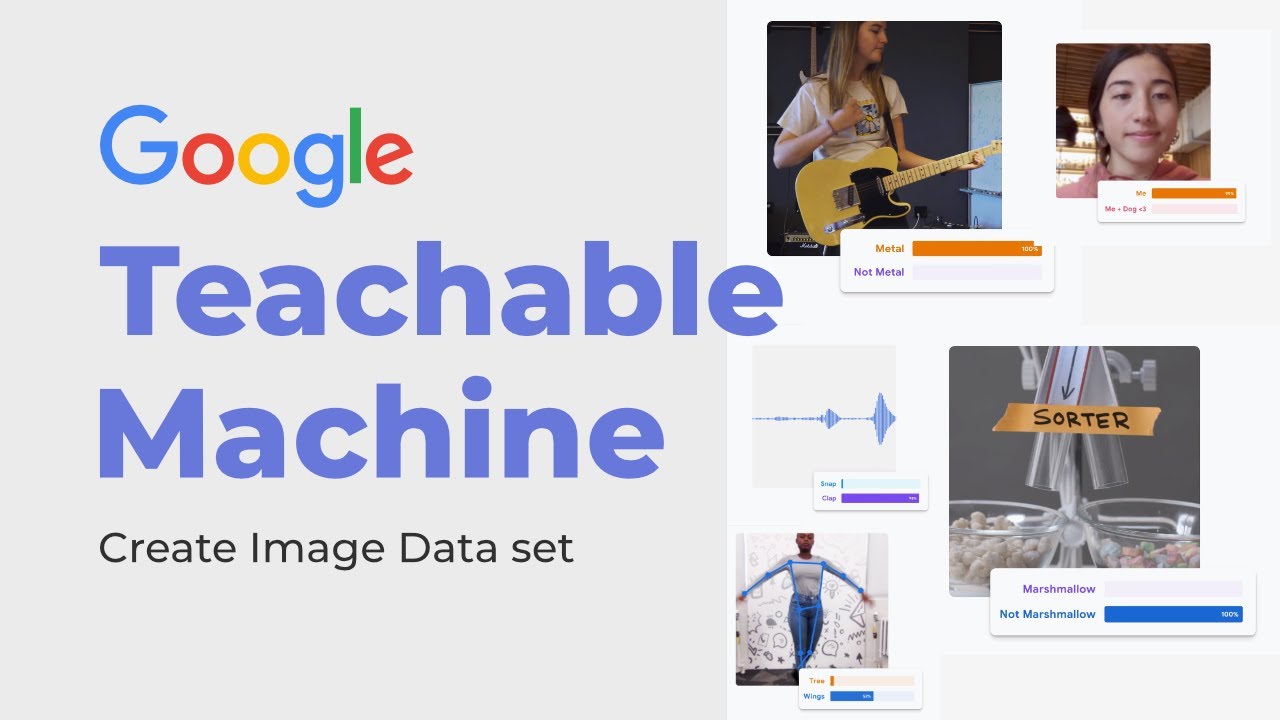 Google
Teachable
Machine
Create Image Data set
Metal 100%
Not Metal
Me 99%
Me + Dog <3
Snap
Clap
SORTER
Marshmallow
Not Marshmallow 100%
Tree
Wings